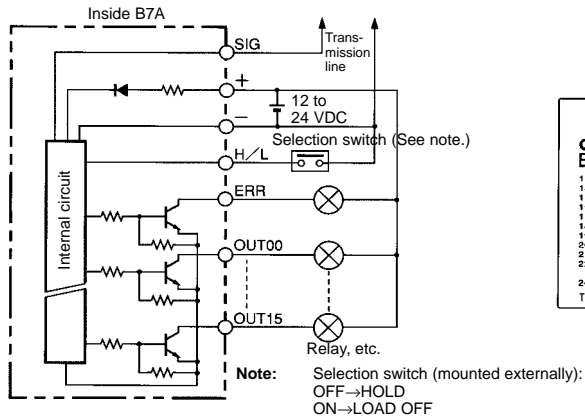 Inside B7A
SIG
Trans-
mission
line
+
12 to
24 VDC
−
Selection switch (See note.)
H/L
ERR
Internal circuit
OUT00
OUT15
Relay, etc.
Note: Selection switch (mounted externally):
OFF→HOLD
ON→LOAD OFF